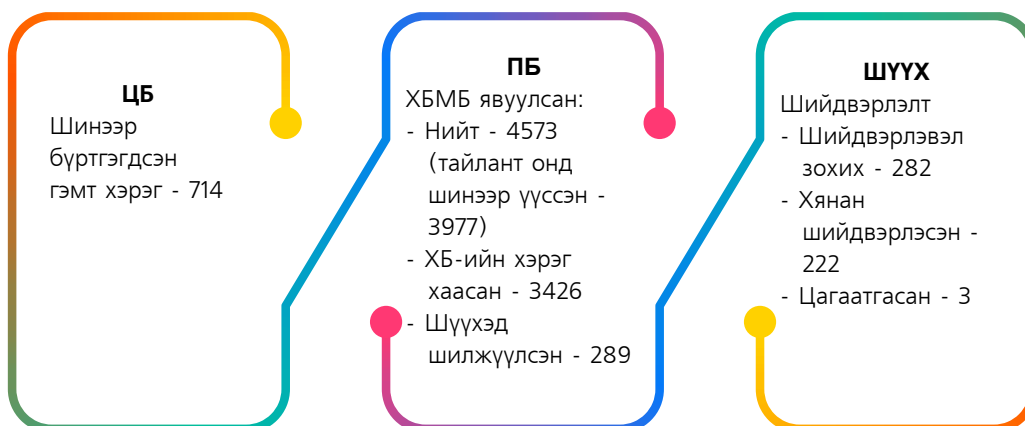 ЦБ
Шинээр
бүртгэгдсэн
гэмт хэрэг - 714
ПБ
ХБМБ явуулсан:
- Нийт - 4573
(тайлант онд
шинээр үүссэн -
3977)
- ХБ-ийн хэрэг
хаасан - 3426
- Шүүхэд
шилжүүлсэн - 289
ШҮҮХ
Шийдвэрлэлт
- Шийдвэрлэвэл
зохих - 282
- Хянан
шийдвэрлэсэн -
222
- Цагаатгасан - 3